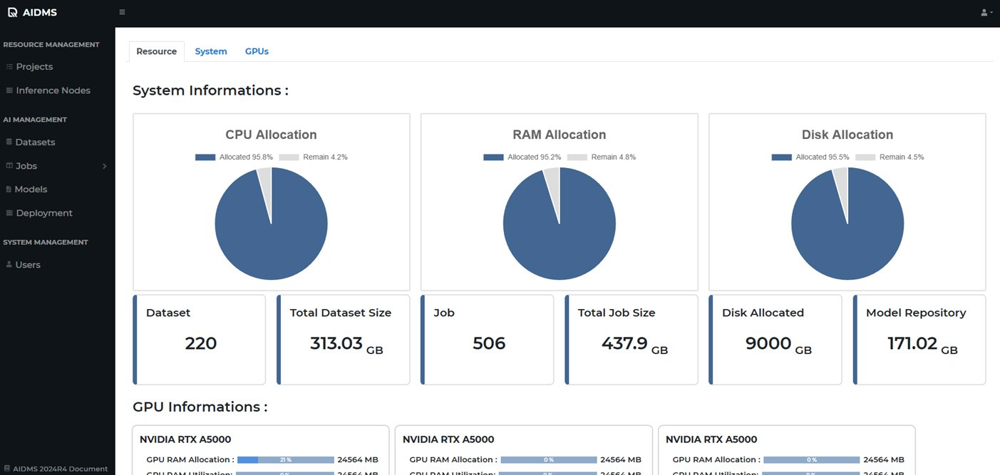 AIDMS
RESOURCE MANAGEMENT
Projects
Inference Nodes
AI MANAGEMENT
Datasets
Jobs
Models
Deployment
SYSTEM MANAGEMENT
Users
AIDMS 2024R4 Document
Resource System GPUs
System Informations :
CPU Allocation
Allocated 95.8% Remain 4.2%
RAM Allocation
Allocated 95.2% Remain 4.8%
Disk Allocation
Allocated 95.5% Remain 4.5%
Dataset
220
Total Dataset Size
313.03 GB
Job
506
Total Job Size
437.9 GB
Disk Allocated
9000 GB
Model Repository
171.02 GB
GPU Informations :
NVIDIA RTX A5000
GPU RAM Allocation : 21 % 24564 MB
GPU RAM Utilization: 0 % 24564 MB
NVIDIA RTX A5000
GPU RAM Allocation : 0 % 24564 MB
GPU RAM Utilization: 0 % 24564 MB
NVIDIA RTX A5000
GPU RAM Allocation : 0 % 24564 MB
GPU RAM Utilization: 0 % 24564 MB